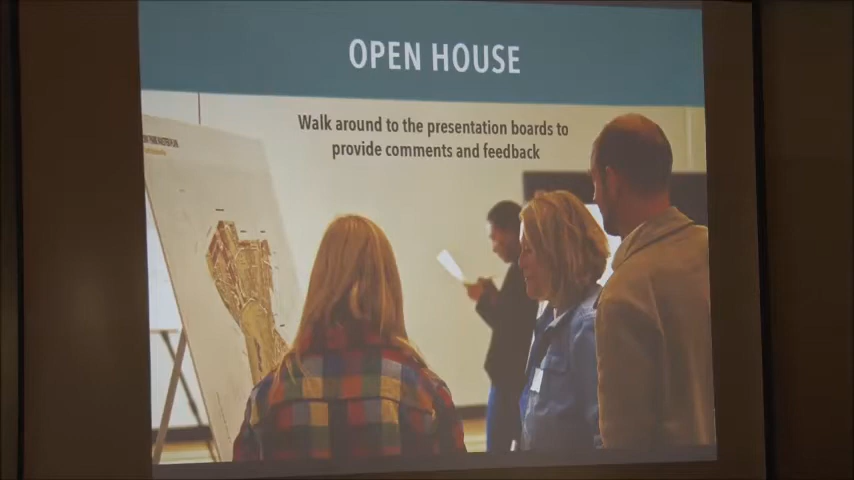 OPEN HOUSE
Walk around to the presentation boards to
provide comments and feedback